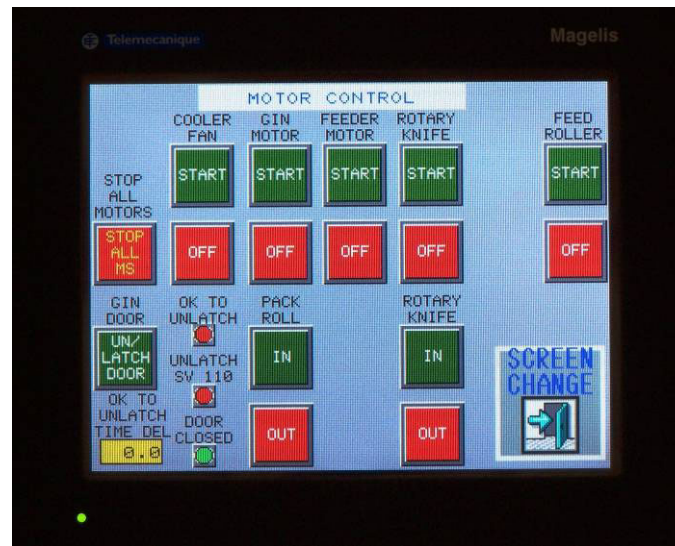 Telemecanique
Magelis
MOTOR CONTROL
COOLER FAN
GIN MOTOR
FEEDER MOTOR
ROTARY KNIFE
FEED ROLLER
START
START
START
START
START
STOP ALL MOTORS
STOP ALL MS
OFF
OFF
OFF
OFF
OFF
GIN DOOR
OK TO UNLATCH
PACK ROLL
ROTARY KNIFE
UN/
LATCH
DOOR
UNLATCH
SV 110
IN
IN
SCREEN
CHANGE
OK TO
UNLATCH
TIME DEL
DOOR
CLOSED
OUT
OUT
0.0